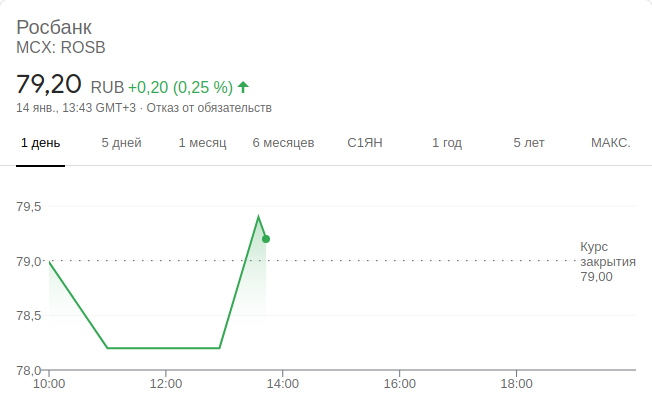 Росбанк
MCX: ROSB
79,20 RUB +0,20 (0,25 %)
14 янв., 13:43 GMT+3 · Отказ от обязательств
1 день 5 дней 1 месяц 6 месяцев С1ЯН 1 год 5 лет МАКС.
79,5
Курс
79,0 закрытия
79,00
78,5
78,0
10:00 12:00 14:00 16:00 18:00